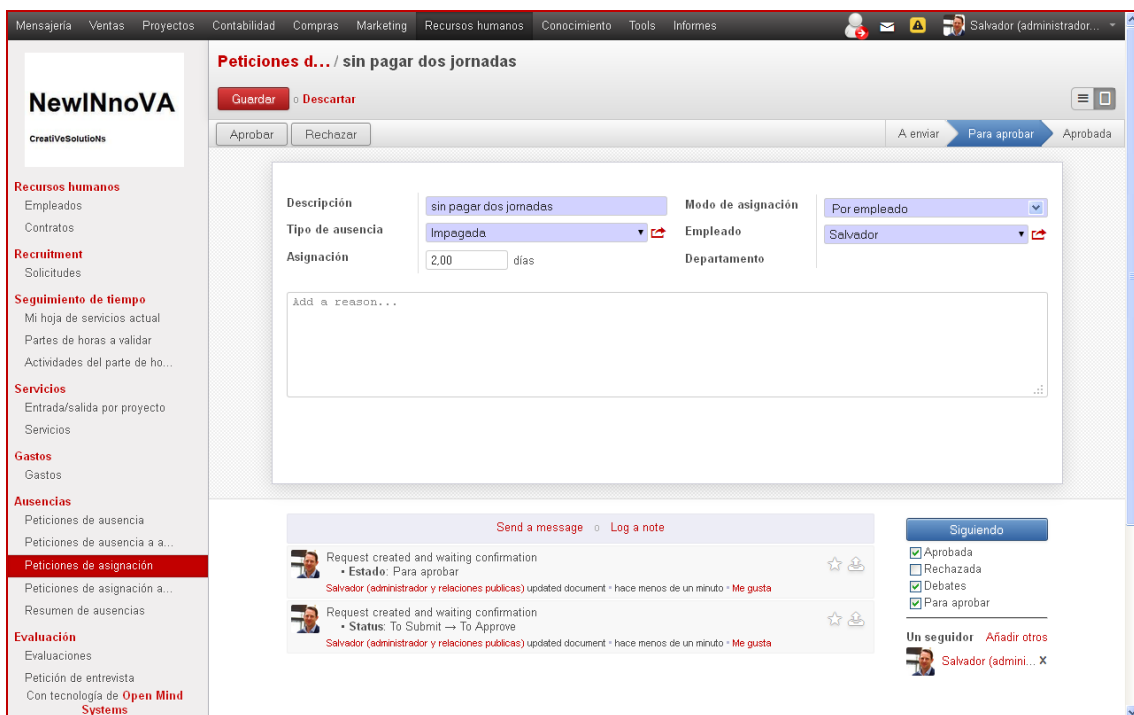 Mensajería Ventas Proyectos Contabilidad Compras Marketing Recursos humanos Conocimiento Tools Informes Salvador (administrador...
NewINnoVA
CreatiVeSolutioNs
Recursos humanos
Empleados
Contratos
Recruitment
Solicitudes
Seguimiento de tiempo
Mi hoja de servicios actual
Partes de horas a validar
Actividades del parte de ho...
Servicios
Entrada/salida por proyecto
Servicios
Gastos
Gastos
Ausencias
Peticiones de ausencia
Peticiones de ausencia a a...
Peticiones de asignación
Peticiones de asignación a...
Resumen de ausencias
Evaluación
Evaluaciones
Petición de entrevista
Con tecnología de Open Mind
Systems
Peticiones d... / sin pagar dos jornadas
Guardar o Descartar
Aprobar Rechazar A enviar Para aprobar Aprobada
Descripción sin pagar dos jornadas Modo de asignación Por empleado
Tipo de ausencia Impagada Empleado Salvador
Asignación 2,00 días Departamento
Add a reason...
Send a message o Log a note
Request created and waiting confirmation
• Estado: Para aprobar
Salvador (administrador y relaciones publicas) updated document • hace menos de un minuto • Me gusta
Request created and waiting confirmation
• Status: To Submit → To Approve
Salvador (administrador y relaciones publicas) updated document • hace menos de un minuto • Me gusta
Siguiendo
Aprobada
Rechazada
Debates
Para aprobar
Un seguidor Añadir otros
Salvador (admini... X